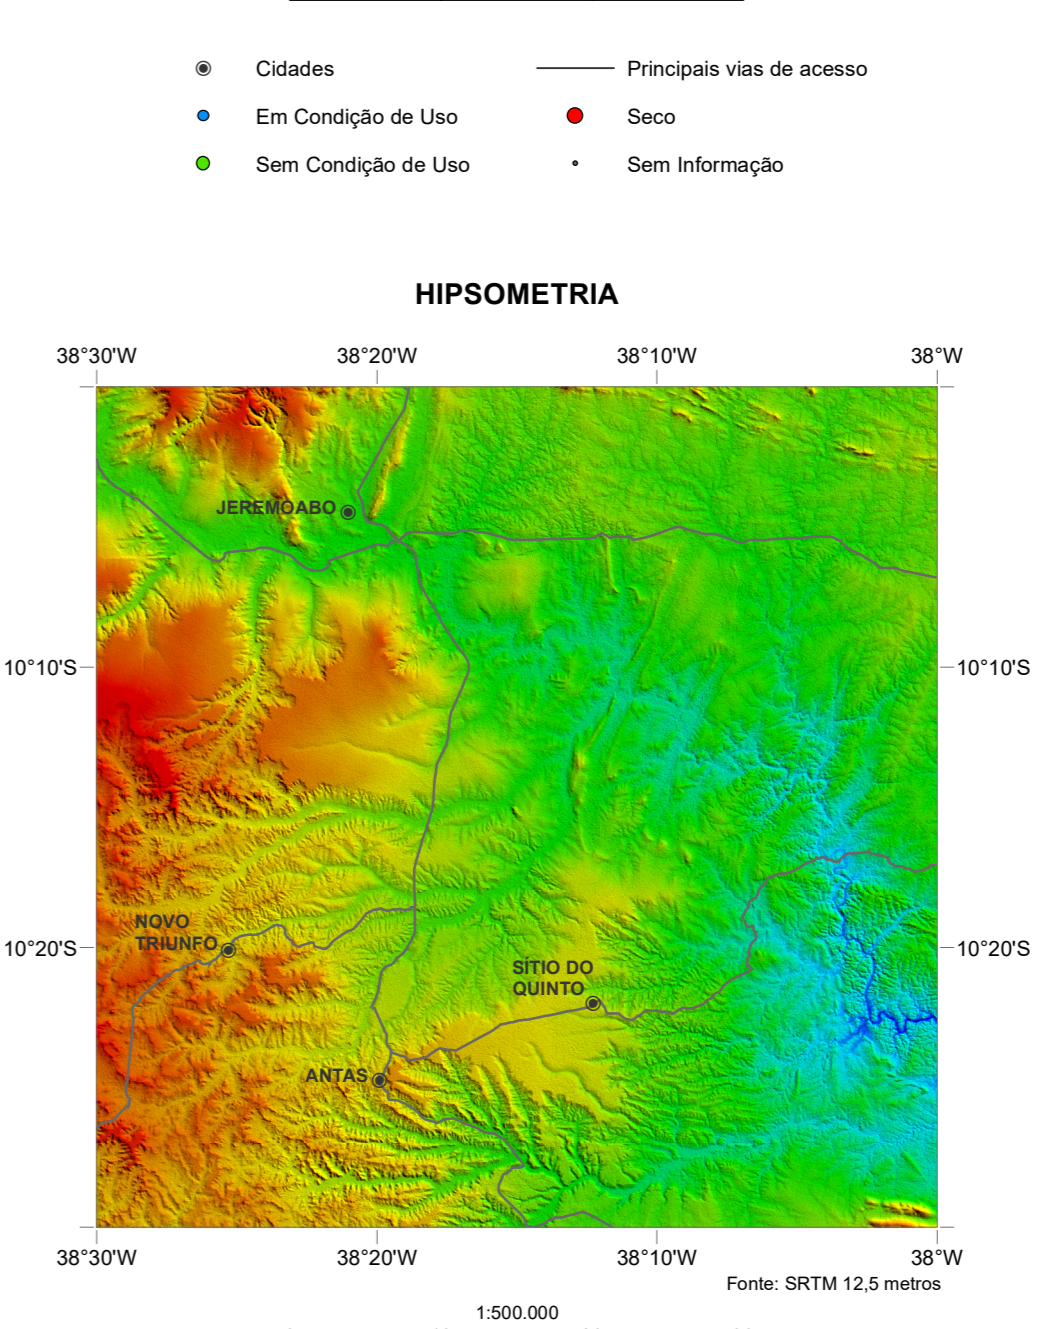 Cidades
Principais vias de acesso
Em Condição de Uso
Seco
Sem Condição de Uso
Sem Informação
HIPSOMETRIA
38°30'W 38°20'W 38°10'W 38°W
JEREMOABO
10°10'S 10°10'S
NOVO
TRIUNFO
10°20'S 10°20'S
SÍTIO DO
QUINTO
ANTAS
38°30'W 38°20'W 38°10'W 38°W
Fonte: SRTM 12,5 metros
1:500.000